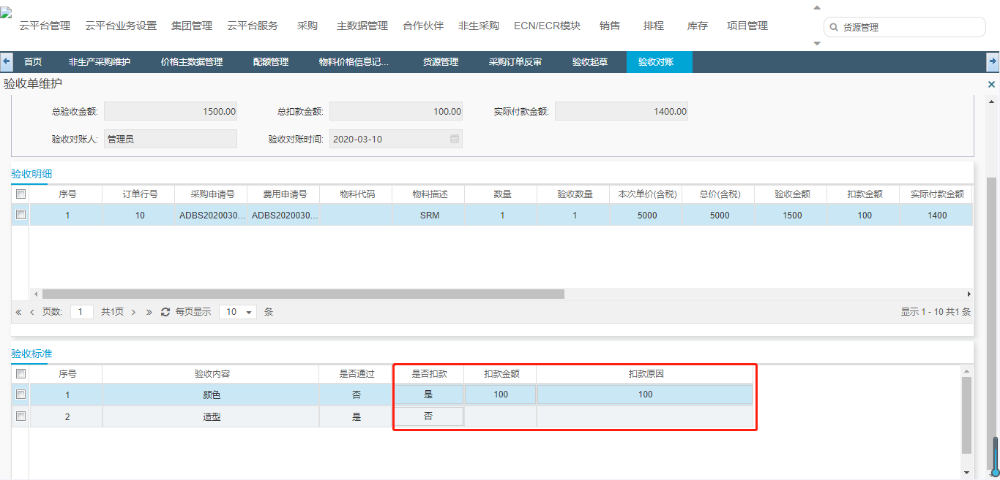 云平台管理 云平台业务设置 集团管理 云平台服务 采购 主数据管理 合作伙伴 非生采购 ECN/ECR模块 销售 排程 库存 项目管理 货源管理
首页 非生产采购维护 价格主数据管理 配额管理 物料价格信息记... 货源管理 采购订单反审 验收起草 验收对账
验收单维护
总验收金额: 1500.00 总扣款金额: 100.00 实际付款金额: 1400.00
验收对账人: 管理员 验收对账时间: 2020-03-10
验收明细
序号 订单行号 采购申请号 费用申请号 物料代码 物料描述 数量 验收数量 本次单价(含税) 总价(含税) 验收金额 扣款金额 实际付款金额
1 10 ADBS2020030... ADBS2020030... SRM 1 1 5000 5000 1500 100 1400
« ‹ 页数: 1 共1页 › » 每页显示 10 条 显示 1 - 10 共1 条
验收标准
序号 验收内容 是否通过 是否扣款 扣款金额 扣款原因
1 颜色 否 是 100 100
2 造型 是 否